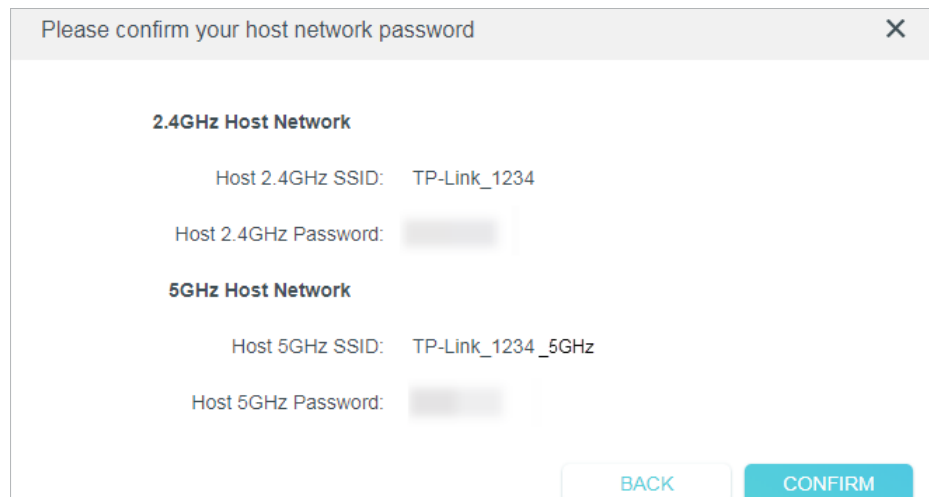 Please confirm your host network password
2.4GHz Host Network
Host 2.4GHz SSID: TP-Link_1234
Host 2.4GHz Password:
5GHz Host Network
Host 5GHz SSID: TP-Link_1234 _5GHz
Host 5GHz Password:
BACK CONFIRM